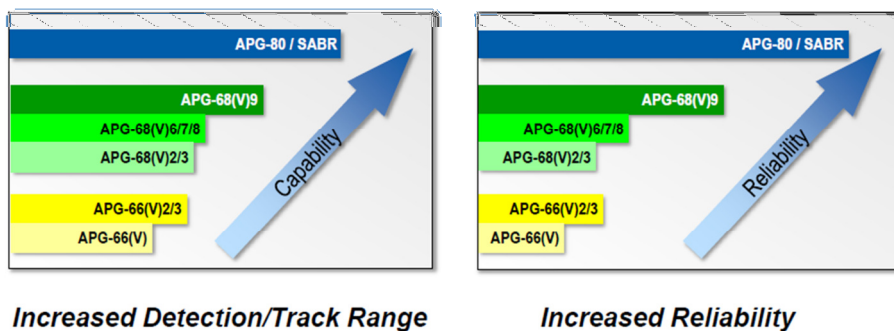 APG-80 / SABR
APG-68(V)9
APG-68(V)6/7/8
APG-68(V)2/3
APG-66(V)2/3
APG-66(V)
Capability
Increased Detection/Track Range
APG-80 / SABR
APG-68(V)9
APG-68(V)6/7/8
APG-68(V)2/3
APG-66(V)2/3
APG-66(V)
Reliability
Increased Reliability